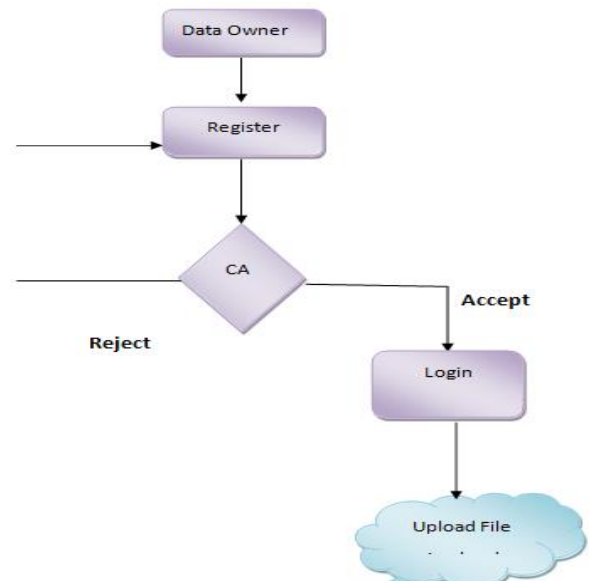 Data Owner
Register
CA
Accept
Reject
Login
Upload File